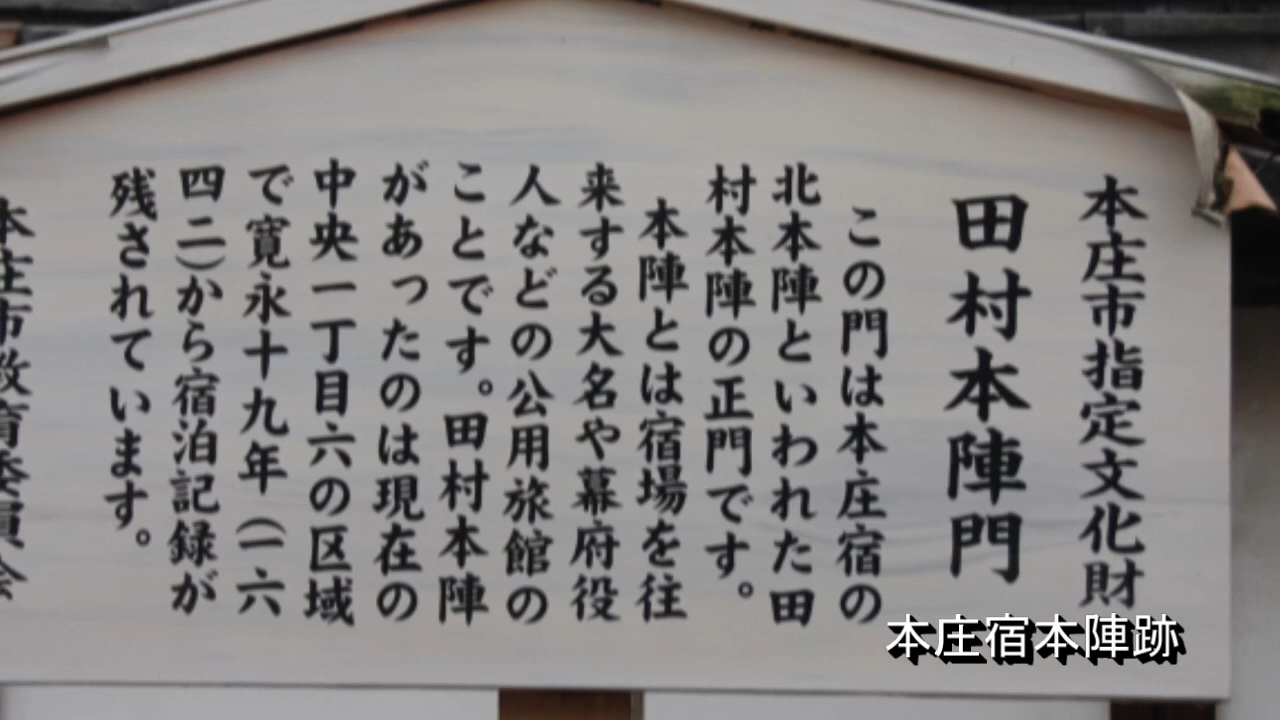 本庄市指定文化財
田村本陣門
この門は本庄宿の
北本陣といわれた田
村本陣の正門です。
本陣とは宿場を往
来する大名や幕府役
人などの公用旅館の
ことです。田村本陣
があったのは現在の
中央一丁目六の区域
で寛永十九年（一六
四二）から宿泊記録が
残されています。
本庄市教育委員会
本庄宿本陣跡